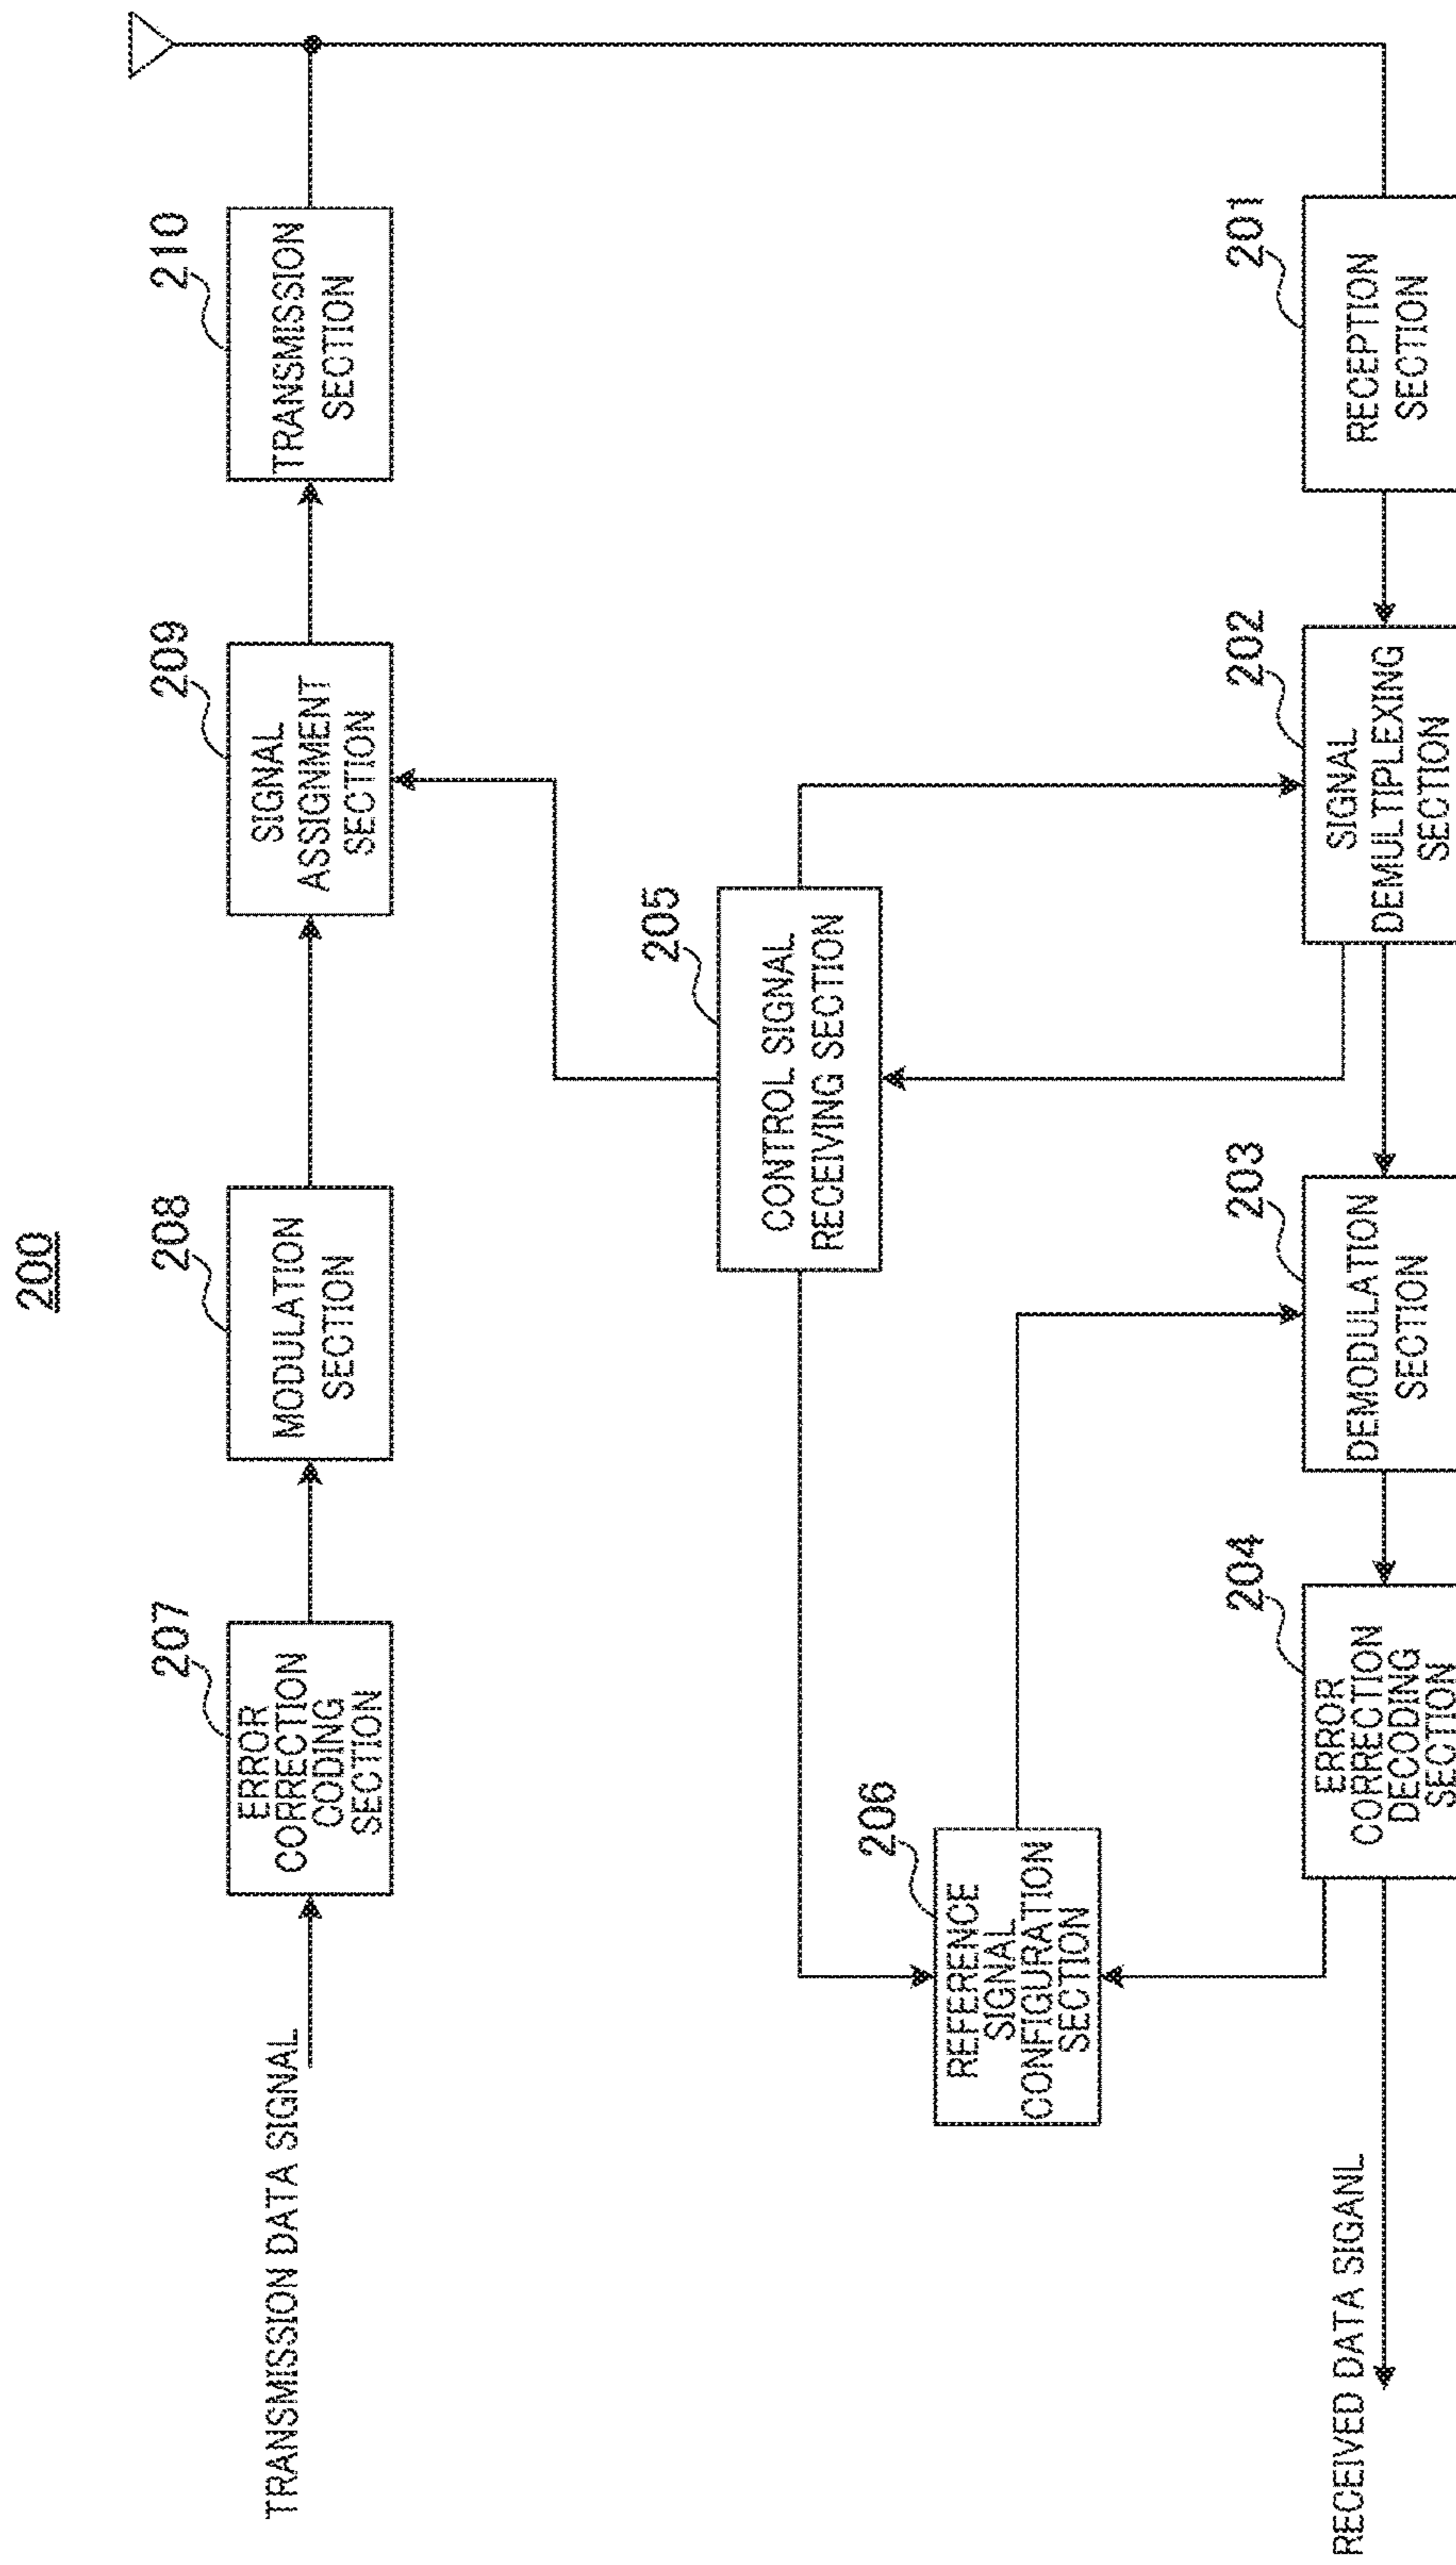 200
TRANSMISSION DATA SIGNAL
207
ERROR
CORRECTION
CODING
SECTION
208
MODULATION
SECTION
209
SIGNAL
ASSIGNMENT
SECTION
210
TRANSMISSION
SECTION
205
CONTROL SIGNAL
RECEIVING SECTION
206
REFERENCE
SIGNAL
CONFIGURATION
SECTION
RECEIVED DATA SIGANL
204
ERROR
CORRECTION
DECODING
SECTION
203
DEMODULATION
SECTION
202
SIGNAL
DEMULTIPLEXING
SECTION
201
RECEPTION
SECTION